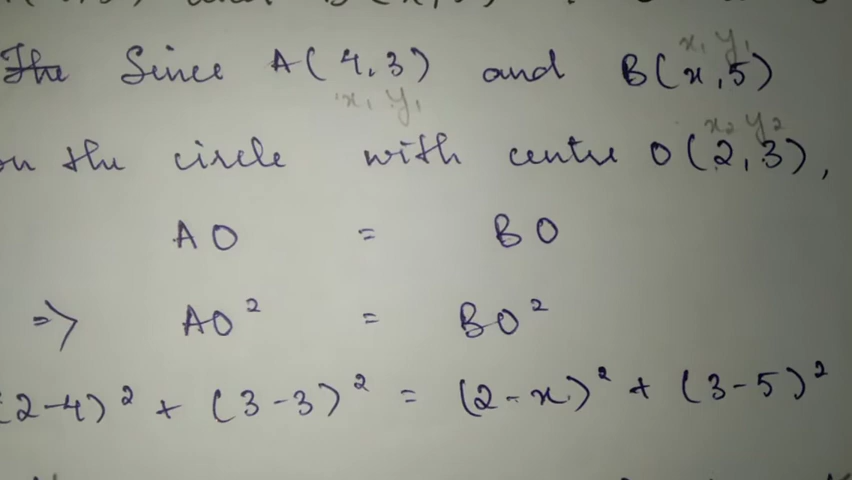 Since A(4,3) and B(x,5)
x₁ y₁ x₁ y₁
on the circle with centre O(2,3),
x₂ y₂
AO = BO
=> AO² = BO²
(2-4)² + (3-3)² = (2-x)² + (3-5)²